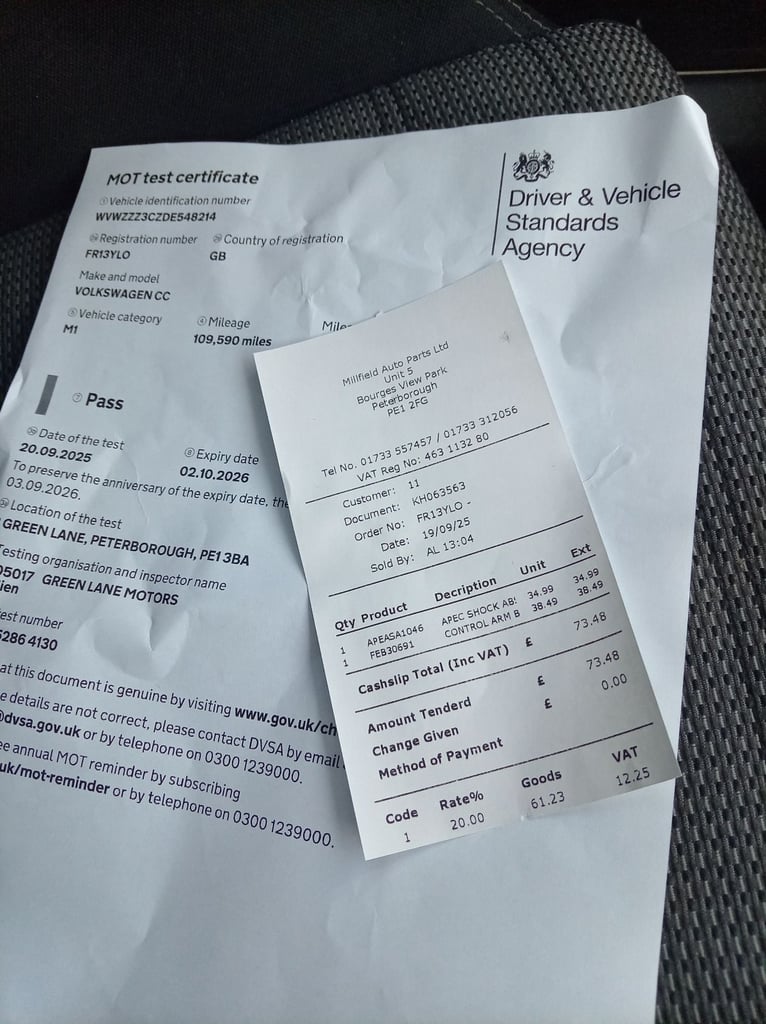 MOT test certificate
Driver & Vehicle
Standards
Agency
Vehicle identification number
WVWZZZ3CZDE548214
Registration number Country of registration
FR13YLO GB
Make and model
VOLKSWAGEN CC
Vehicle category Mileage
M1 109,590 miles
Pass
Date of the test Expiry date
20.09.2025 02.10.2026
To preserve the anniversary of the expiry date, the
03.09.2026.
Location of the test
GREEN LANE, PETERBOROUGH, PE1 3BA
Testing organisation and inspector name
05017 GREEN LANE MOTORS
ien
est number
5286 4130
at this document is genuine by visiting www.gov.uk/ch
e details are not correct, please contact DVSA by email
@dvsa.gov.uk or by telephone on 0300 1239000.
ee annual MOT reminder by subscribing
uk/mot-reminder or by telephone on 0300 1239000.
Millfield Auto Parts Ltd
Unit 5
Bourges View Park
Peterborough
PE1 2FG
Tel No. 01733 557457 / 01733 312056
VAT Reg No: 463 1132 80
Customer: 11
Document: KH063563
Order No: FR13YLO -
Date: 19/09/25
Sold By: AL 13:04
Qty Product Decription Unit Ext
1 APEASA1046 APEC SHOCK AB! 34.99 34.99
1 FEB30691 CONTROL ARM B 38.49 38.49
Cashslip Total (Inc VAT) £ 73.48
Amount Tenderd £ 73.48
Change Given £ 0.00
Method of Payment
Code Rate% Goods VAT
1 20.00 61.23 12.25